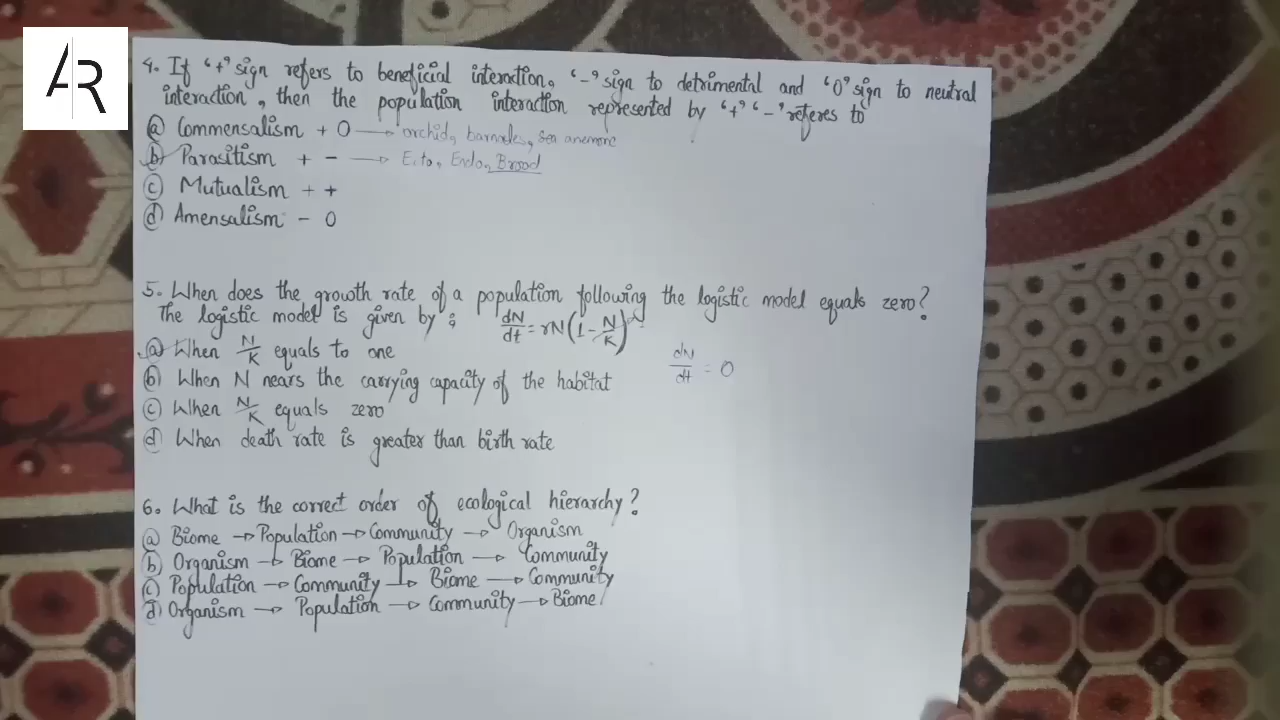 AR
4. If "+" sign refers to beneficial interaction, "-" sign to detrimental and "0" sign to neutral
interaction, then the population interaction represented by "+" "-" referes to
(a) Commensalism + 0 → orchid, barnacles, sea anemone
(b) Parasitism + - → Ecto, Endo, Brood
(c) Mutualism + +
(d) Amensalism - 0
5. When does the growth rate of a population following the logistic model equals zero?
The logistic model is given by : dN/dt = rN(1 - N/K)
(a) When N/K equals to one
dN/dt = 0
(b) When N nears the carrying capacity of the habitat
(c) When N/K equals zero
(d) When death rate is greater than birth rate
6. What is the correct order of ecological hierarchy?
(a) Biome → Population → Community → Organism
(b) Organism → Biome → Population → Community
(c) Population → Community → Biome → Community
(d) Organism → Population → Community → Biome